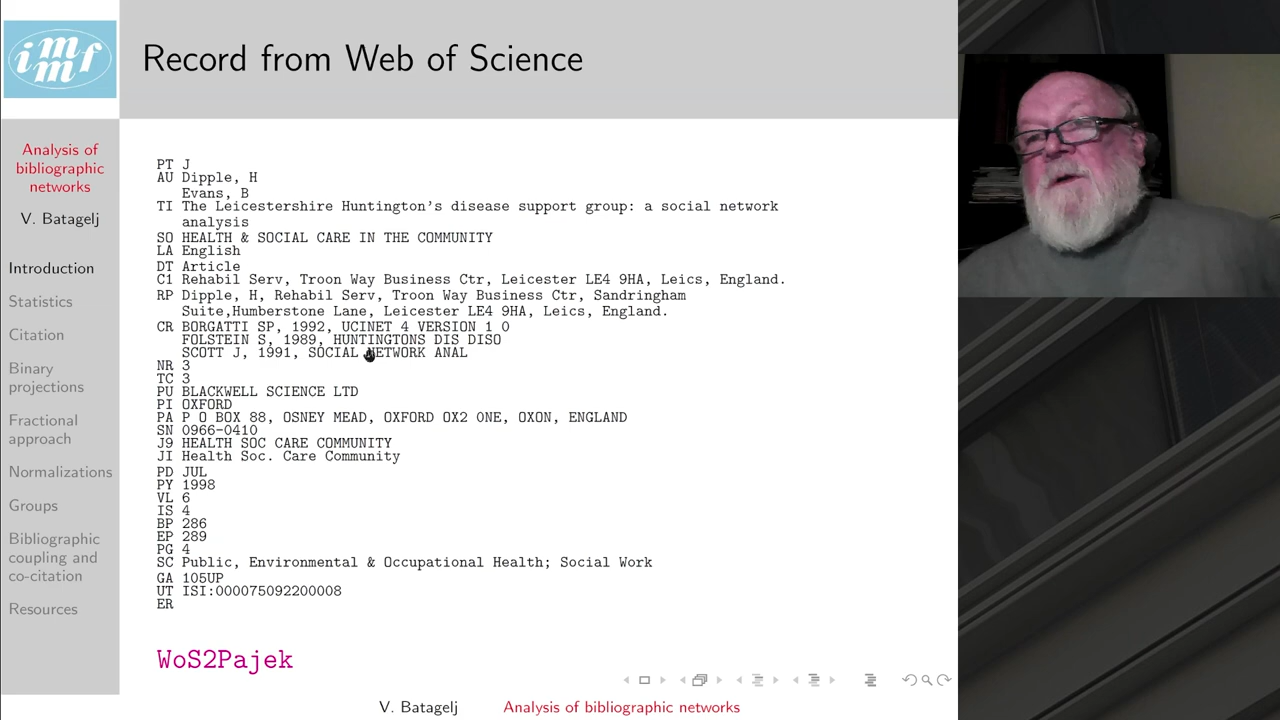 immf
Record from Web of Science
Analysis of
bibliographic
networks
V. Batagelj
Introduction
Statistics
Citation
Binary
projections
Fractional
approach
Normalizations
Groups
Bibliographic
coupling and
co-citation
Resources
PT J
AU Dipple, H
Evans, B
TI The Leicestershire Huntington's disease support group: a social network
analysis
SO HEALTH & SOCIAL CARE IN THE COMMUNITY
LA English
DT Article
C1 Rehabil Serv, Troon Way Business Ctr, Leicester LE4 9HA, Leics, England.
RP Dipple, H, Rehabil Serv, Troon Way Business Ctr, Sandringham
Suite,Humberstone Lane, Leicester LE4 9HA, Leics, England.
CR BORGATTI SP, 1992, UCINET 4 VERSION 1 0
FOLSTEIN S, 1989, HUNTINGTONS DIS DISO
SCOTT J, 1991, SOCIAL NETWORK ANAL
NR 3
TC 3
PU BLACKWELL SCIENCE LTD
PI OXFORD
PA P O BOX 88, OSNEY MEAD, OXFORD OX2 0NE, OXON, ENGLAND
SN 0966-0410
J9 HEALTH SOC CARE COMMUNITY
JI Health Soc. Care Community
PD JUL
PY 1998
VL 6
IS 4
BP 286
EP 289
PG 4
SC Public, Environmental & Occupational Health; Social Work
GA 105UP
UT ISI:000075092200008
ER
WoS2Pajek
V. Batagelj Analysis of bibliographic networks